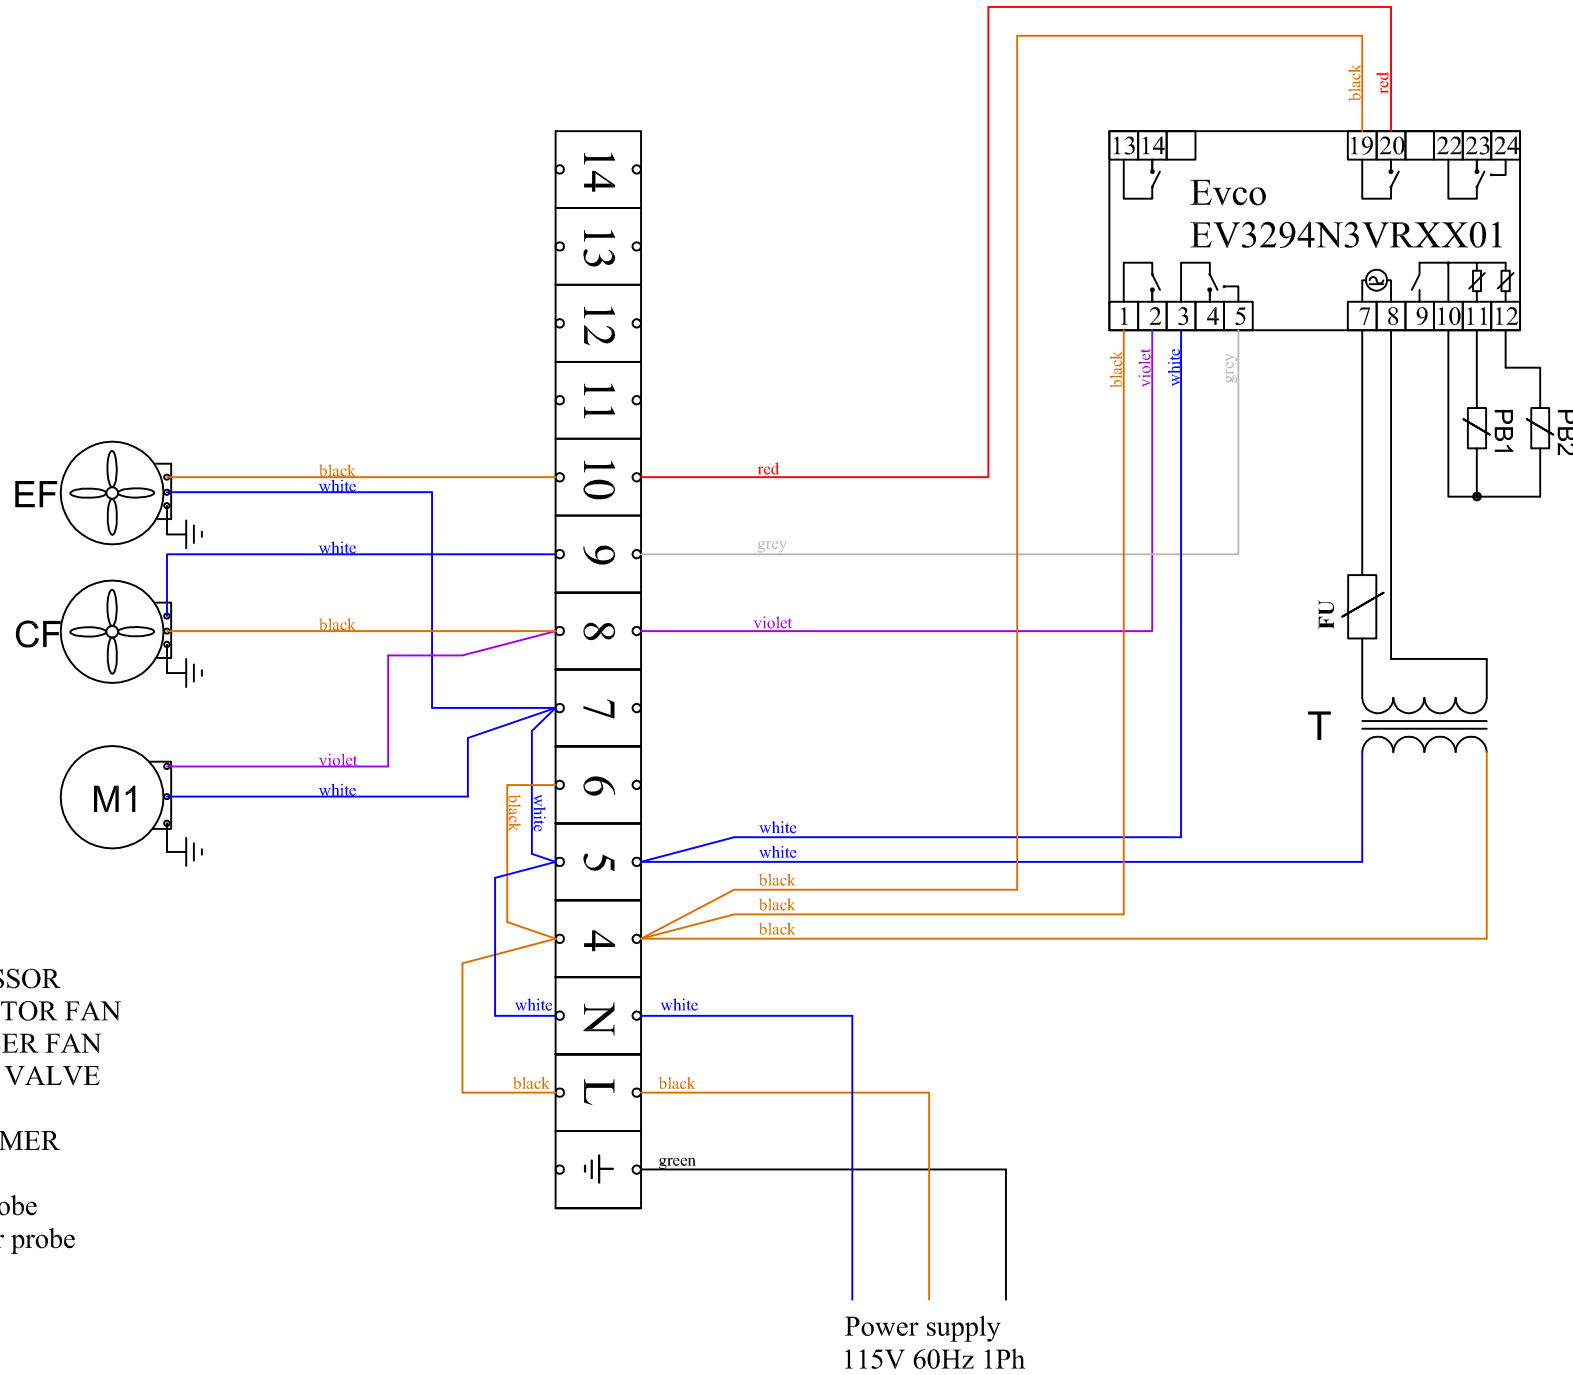 black
red
13 14
19 20 22 23 24
Evco
EV3294N3VRXX01
1 2 3 4 5
7 8 9 10 11 12
black
violet
white
grey
PB1
PB2
14
13
12
11
10
9
8
7
6
5
4
N
L
EF
black
white
red
white
grey
CF
black
violet
FU
T
violet
M1
white
black
white
white
white
black
black
black
white
white
black
black
green
SSOR
TOR FAN
ER FAN
VALVE
MER
obe
r probe
Power supply
115V 60Hz 1Ph